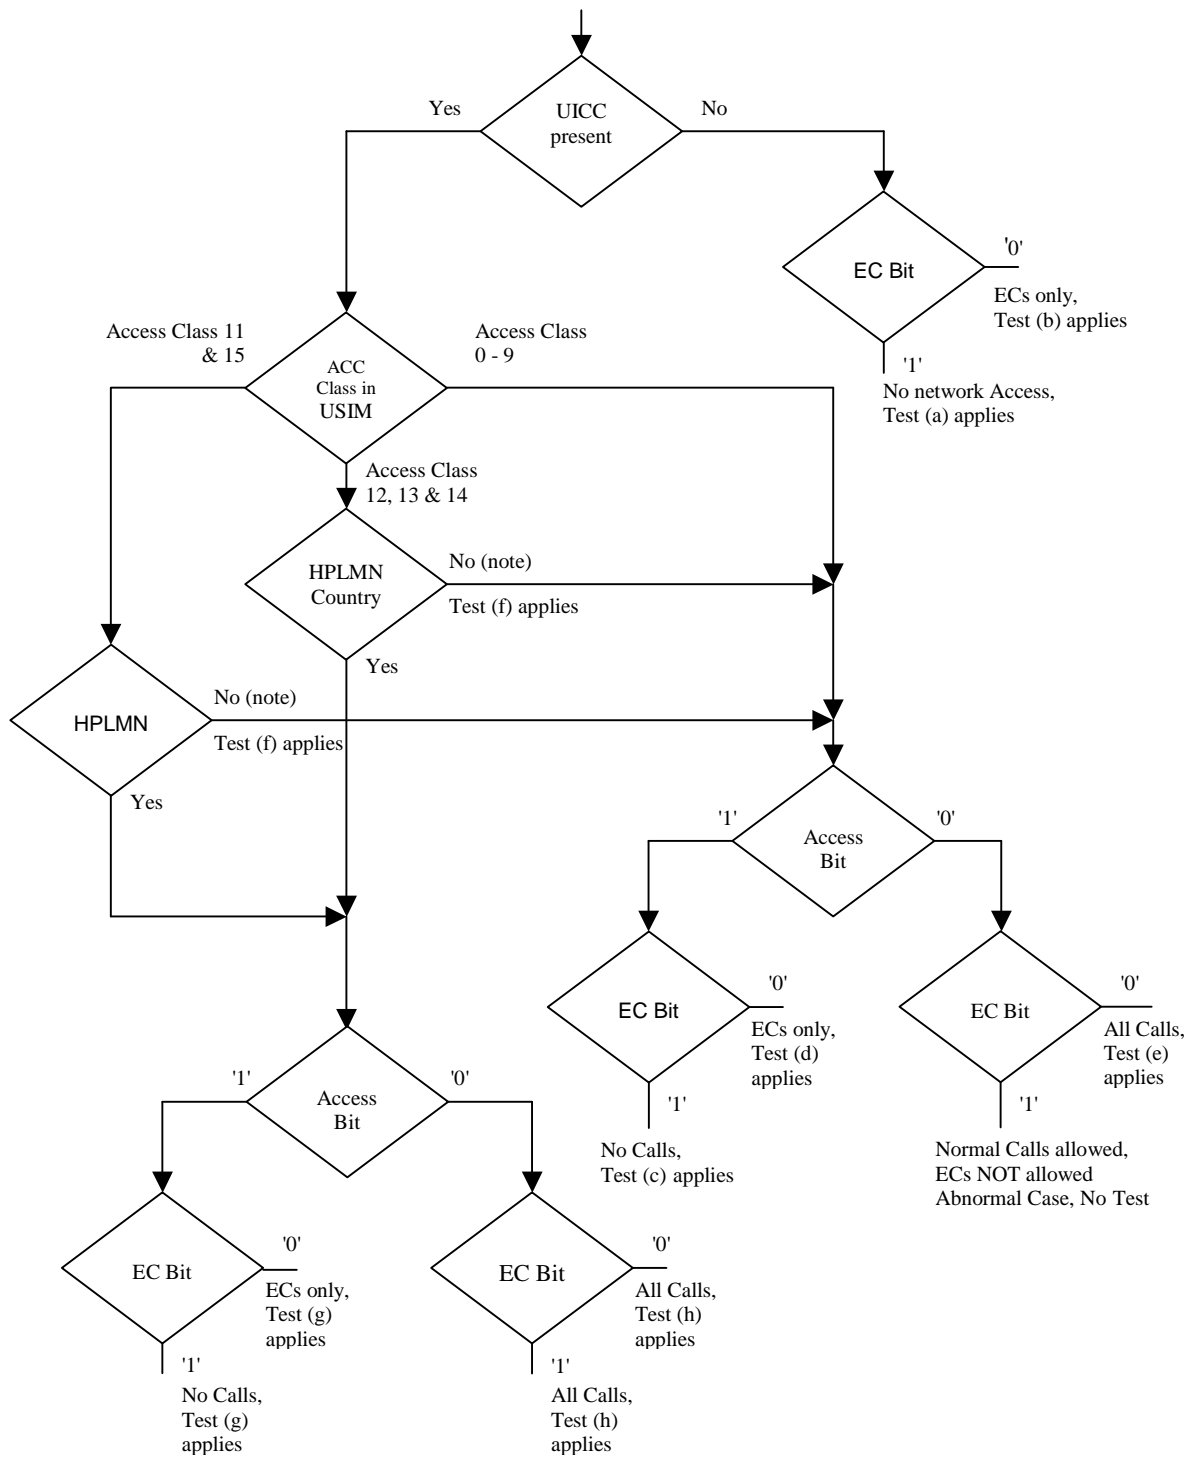 Yes
UICC
present
No
EC Bit
'0'
ECs only,
Test (b) applies
'1'
No network Access,
Test (a) applies
Access Class 11
& 15
ACC
Class in
USIM
Access Class
0 - 9
Access Class
12, 13 & 14
HPLMN
Country
No (note)
Test (f) applies
Yes
HPLMN
No (note)
Test (f) applies
Yes
'1'
Access
Bit
'0'
EC Bit
'0'
ECs only,
Test (d)
applies
'1'
No Calls,
Test (c) applies
EC Bit
'0'
All Calls,
Test (e)
applies
'1'
Normal Calls allowed,
ECs NOT allowed
Abnormal Case, No Test
'1'
Access
Bit
'0'
EC Bit
'0'
ECs only,
Test (g)
applies
'1'
No Calls,
Test (g)
applies
EC Bit
'0'
All Calls,
Test (h)
applies
'1'
All Calls,
Test (h)
applies